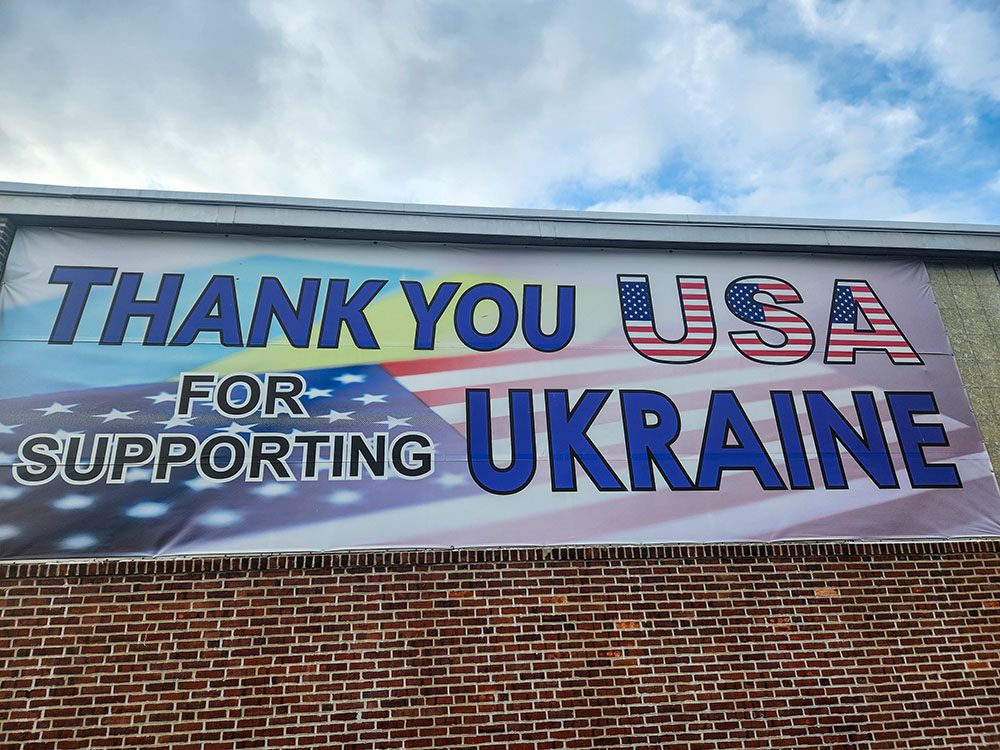 THANK YOU USA
FOR
SUPPORTING
UKRAINE